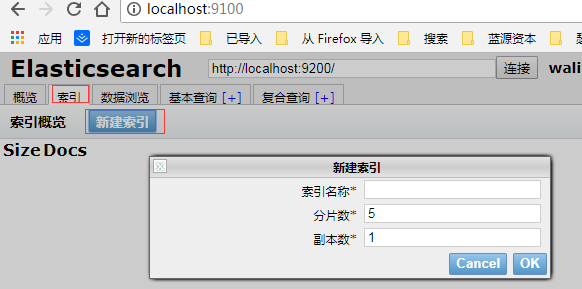 localhost:9100
应用 打开新的标签页 已导入 从 Firefox 导入 搜索 蓝源资本
Elasticsearch http://localhost:9200/ 连接 wali
概览 索引 数据浏览 基本查询 [+] 复合查询 [+]
索引概览 新建索引
Size Docs
新建索引
索引名称*
分片数* 5
副本数* 1
Cancel OK